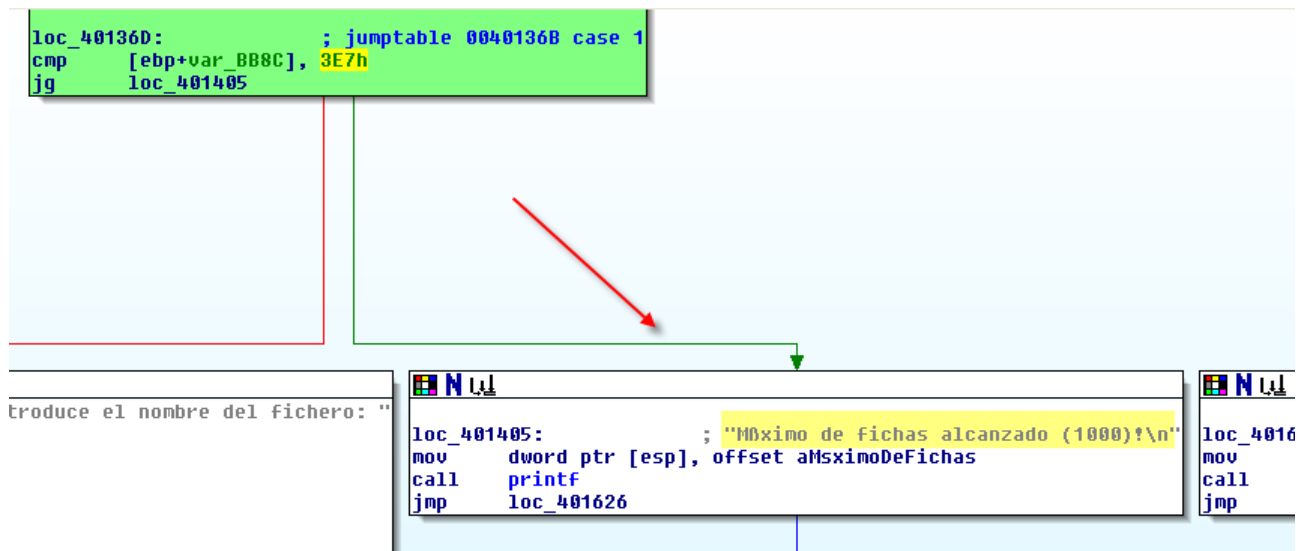 loc_40136D: ; jumptable 0040136B case 1
cmp [ebp+var_BB8C], 3E7h
jg loc_401405
troduce el nombre del fichero: "
N
loc_401405: ; "Mßximo de fichas alcanzado (1000)!\n"
mov dword ptr [esp], offset aMsximoDeFichas
call printf
jmp loc_401626
N
loc_4016
mov
call
jmp